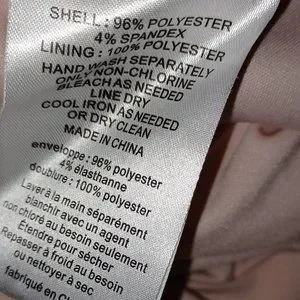 SHELL: 96% POLYESTER
4% SPANDEX
LINING: 100% POLYESTER
HAND WASH SEPARATELY
ONLY NON-CHLORINE
BLEACH AS NEEDED
LINE DRY
COOL IRON AS NEEDED
OR DRY CLEAN
MADE IN CHINA
enveloppe: 96% polyester
4% élasthanne
doublure: 100% polyester
Laver à la main séparément
blanchir avec un agent
non chloré au besoin seulement
Étendre pour sécher
Repasser à froid au besoin
ou nettoyer à sec
fabriqué en